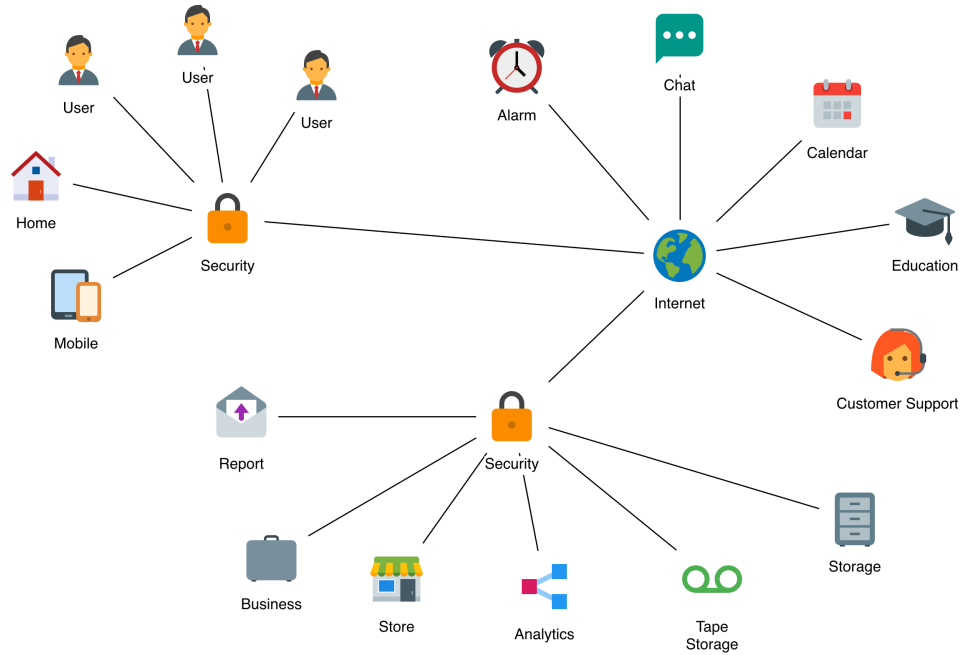 User
User
User
Alarm
Chat
Calendar
Home
Security
Education
Internet
Mobile
Customer Support
Report
Security
Storage
Business
Store
Analytics
Tape
Storage